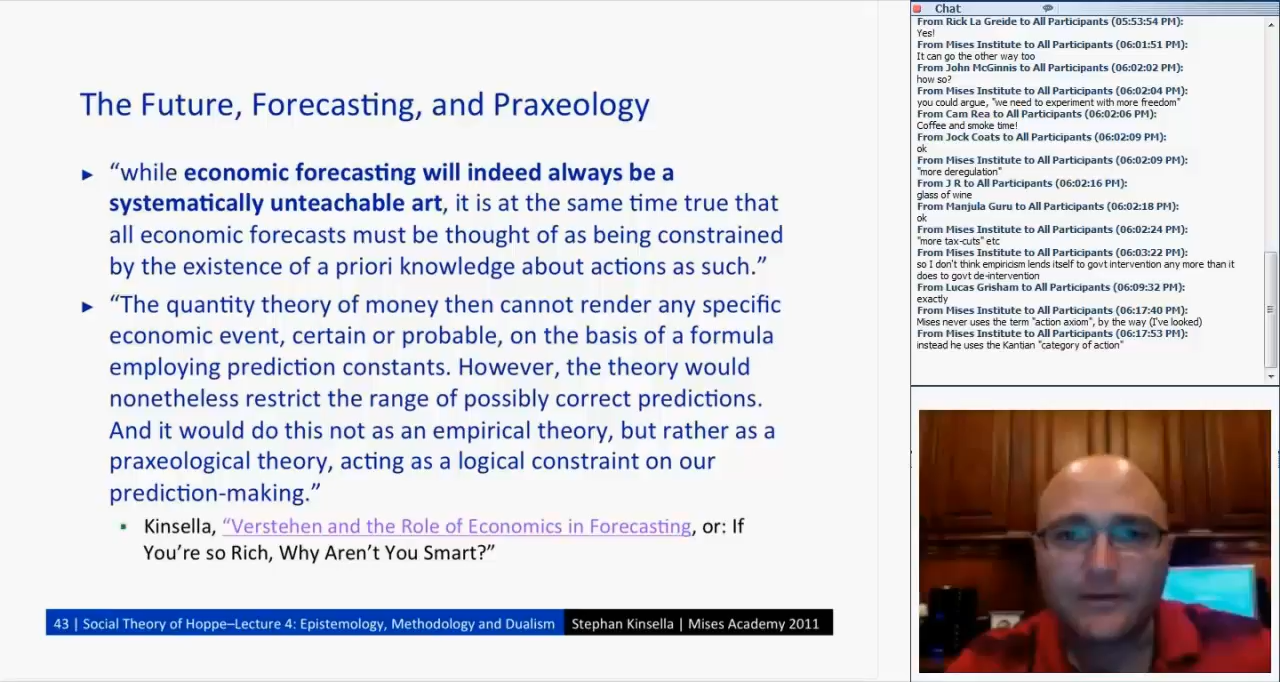 The Future, Forecasting, and Praxeology
► “while economic forecasting will indeed always be a
systematically unteachable art, it is at the same time true that
all economic forecasts must be thought of as being constrained
by the existence of a priori knowledge about actions as such.”
► “The quantity theory of money then cannot render any specific
economic event, certain or probable, on the basis of a formula
employing prediction constants. However, the theory would
nonetheless restrict the range of possibly correct predictions.
And it would do this not as an empirical theory, but rather as a
praxeological theory, acting as a logical constraint on our
prediction-making.”
▪ Kinsella, “Verstehen and the Role of Economics in Forecasting, or: If
You’re so Rich, Why Aren’t You Smart?”
43 | Social Theory of Hoppe–Lecture 4: Epistemology, Methodology and Dualism
Stephan Kinsella | Mises Academy 2011
Chat
From Rick La Greide to All Participants (05:53:54 PM):
Yes!
From Mises Institute to All Participants (06:01:51 PM):
It can go the other way too
From John McGinnis to All Participants (06:02:02 PM):
how so?
From Mises Institute to All Participants (06:02:04 PM):
you could argue, "we need to experiment with more freedom"
From Cam Rea to All Participants (06:02:06 PM):
Coffee and smoke time!
From Jock Coats to All Participants (06:02:09 PM):
ok
From Mises Institute to All Participants (06:02:09 PM):
"more deregulation"
From J R to All Participants (06:02:16 PM):
glass of wine
From Manjula Guru to All Participants (06:02:18 PM):
ok
From Mises Institute to All Participants (06:02:24 PM):
"more tax-cuts" etc
From Mises Institute to All Participants (06:03:22 PM):
so I don't think empiricism lends itself to govt intervention any more than it
does to govt de-intervention
From Lucas Grisham to All Participants (06:09:32 PM):
exactly
From Mises Institute to All Participants (06:17:40 PM):
Mises never uses the term "action axiom", by the way (I've looked)
From Mises Institute to All Participants (06:17:53 PM):
instead he uses the Kantian "category of action"